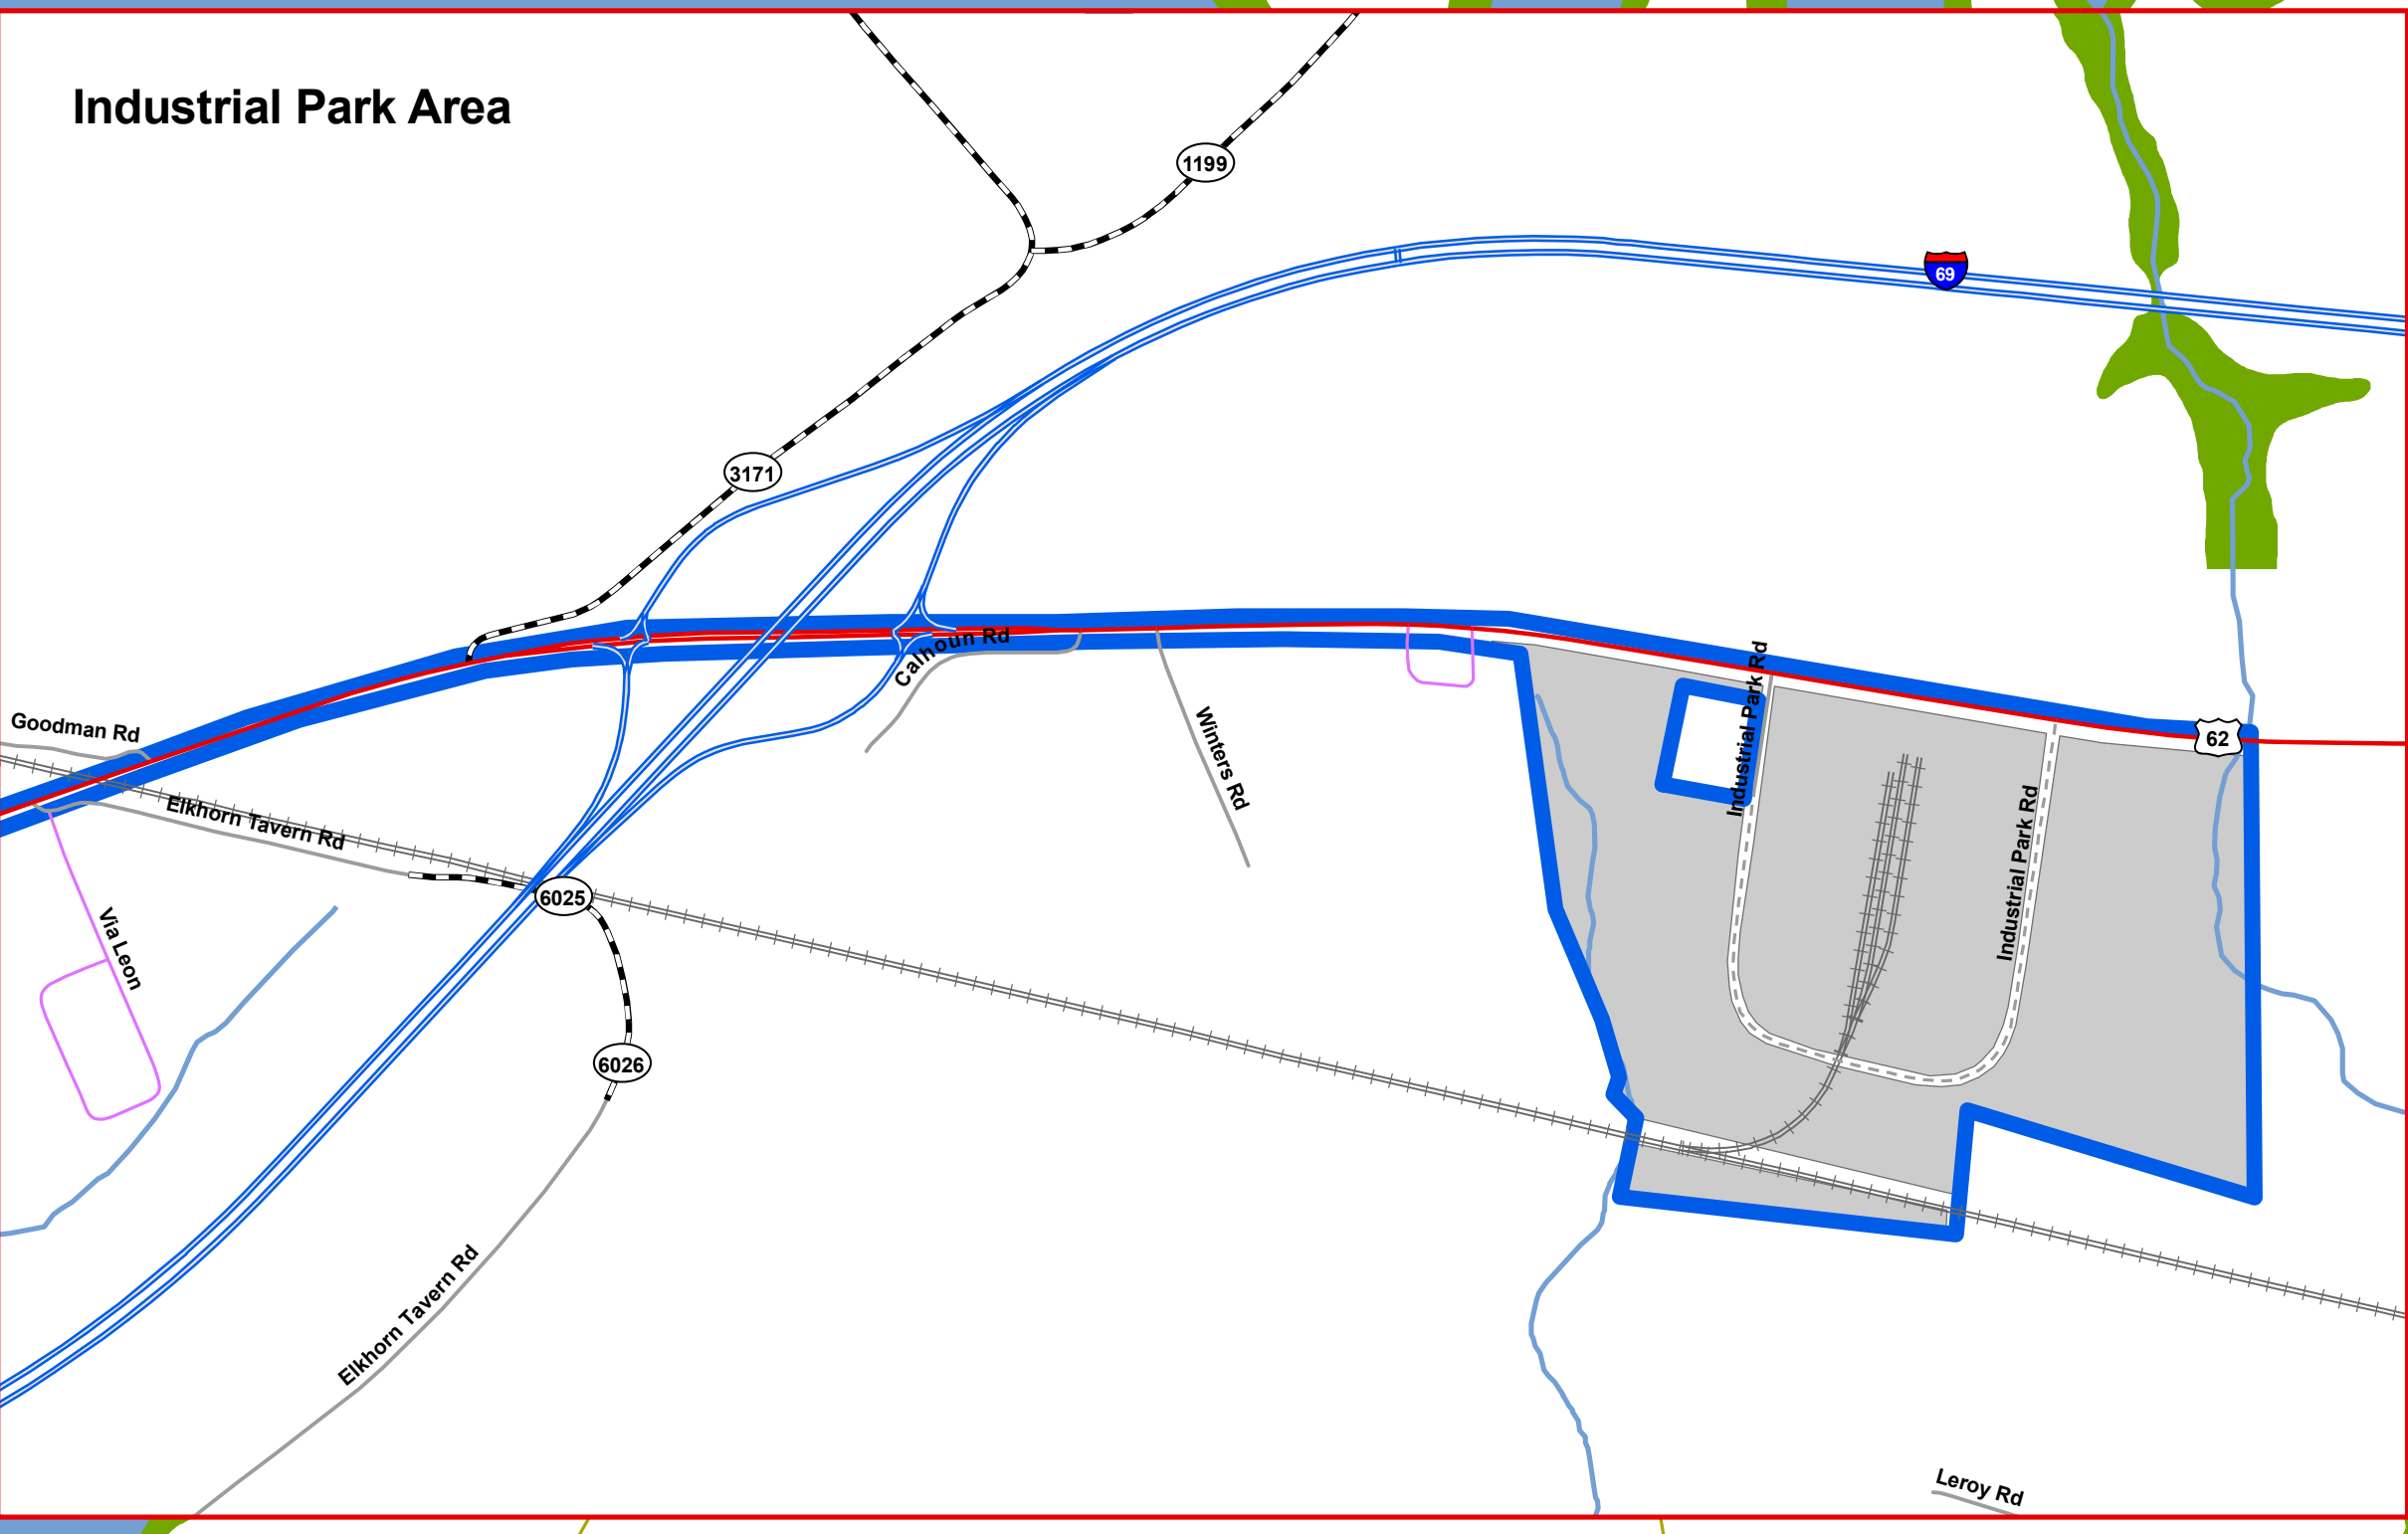 Industrial Park Area
1199
69
3171
Calhoun Rd
Industrial Park Rd
Goodman Rd
Winters Rd
62
Elkhorn Tavern Rd
Industrial Park Rd
6025
Via Leon
6026
Elkhorn Tavern Rd
Leroy Rd